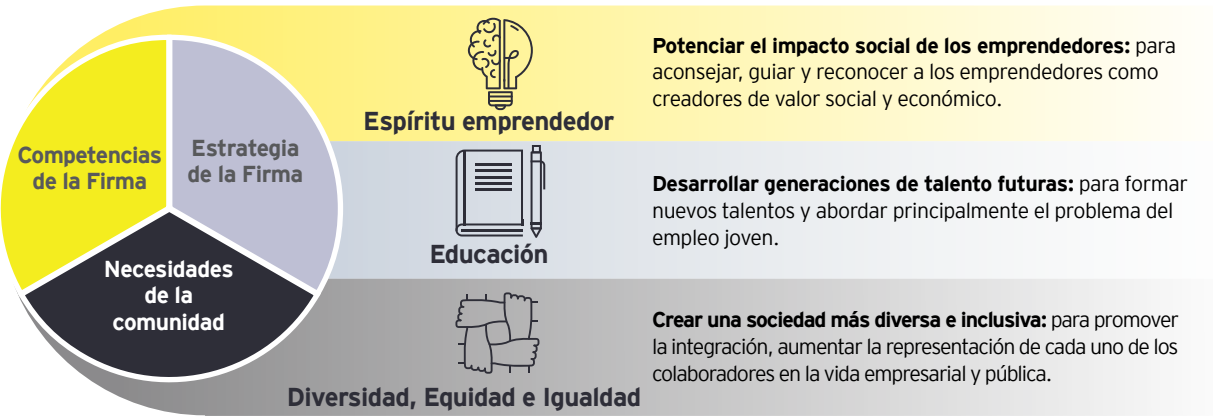 Competencias
de la Firma
Estrategia
de la Firma
Necesidades
de la
comunidad
Espíritu emprendedor
Potenciar el impacto social de los emprendedores: para
aconsejar, guiar y reconocer a los emprendedores como
creadores de valor social y económico.
Educación
Desarrollar generaciones de talento futuras: para formar
nuevos talentos y abordar principalmente el problema del
empleo joven.
Diversidad, Equidad e Igualdad
Crear una sociedad más diversa e inclusiva: para promover
la integración, aumentar la representación de cada uno de los
colaboradores en la vida empresarial y pública.